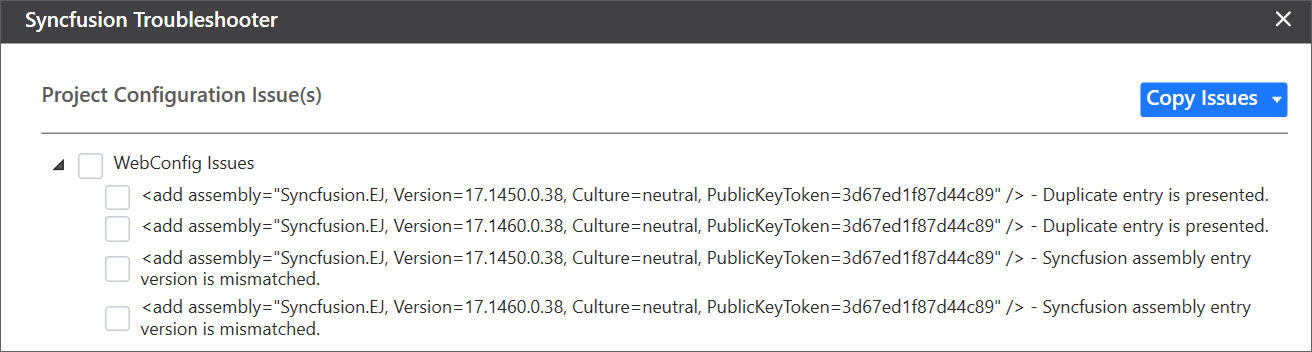 Syncfusion Troubleshooter
Project Configuration Issue(s)
Copy Issues
WebConfig Issues
<add assembly="Syncfusion.EJ, Version=17.1450.0.38, Culture=neutral, PublicKeyToken=3d67ed1f87d44c89" /> - Duplicate entry is presented.
<add assembly="Syncfusion.EJ, Version=17.1460.0.38, Culture=neutral, PublicKeyToken=3d67ed1f87d44c89" /> - Duplicate entry is presented.
<add assembly="Syncfusion.EJ, Version=17.1450.0.38, Culture=neutral, PublicKeyToken=3d67ed1f87d44c89" /> - Syncfusion assembly entry
version is mismatched.
<add assembly="Syncfusion.EJ, Version=17.1460.0.38, Culture=neutral, PublicKeyToken=3d67ed1f87d44c89" /> - Syncfusion assembly entry
version is mismatched.